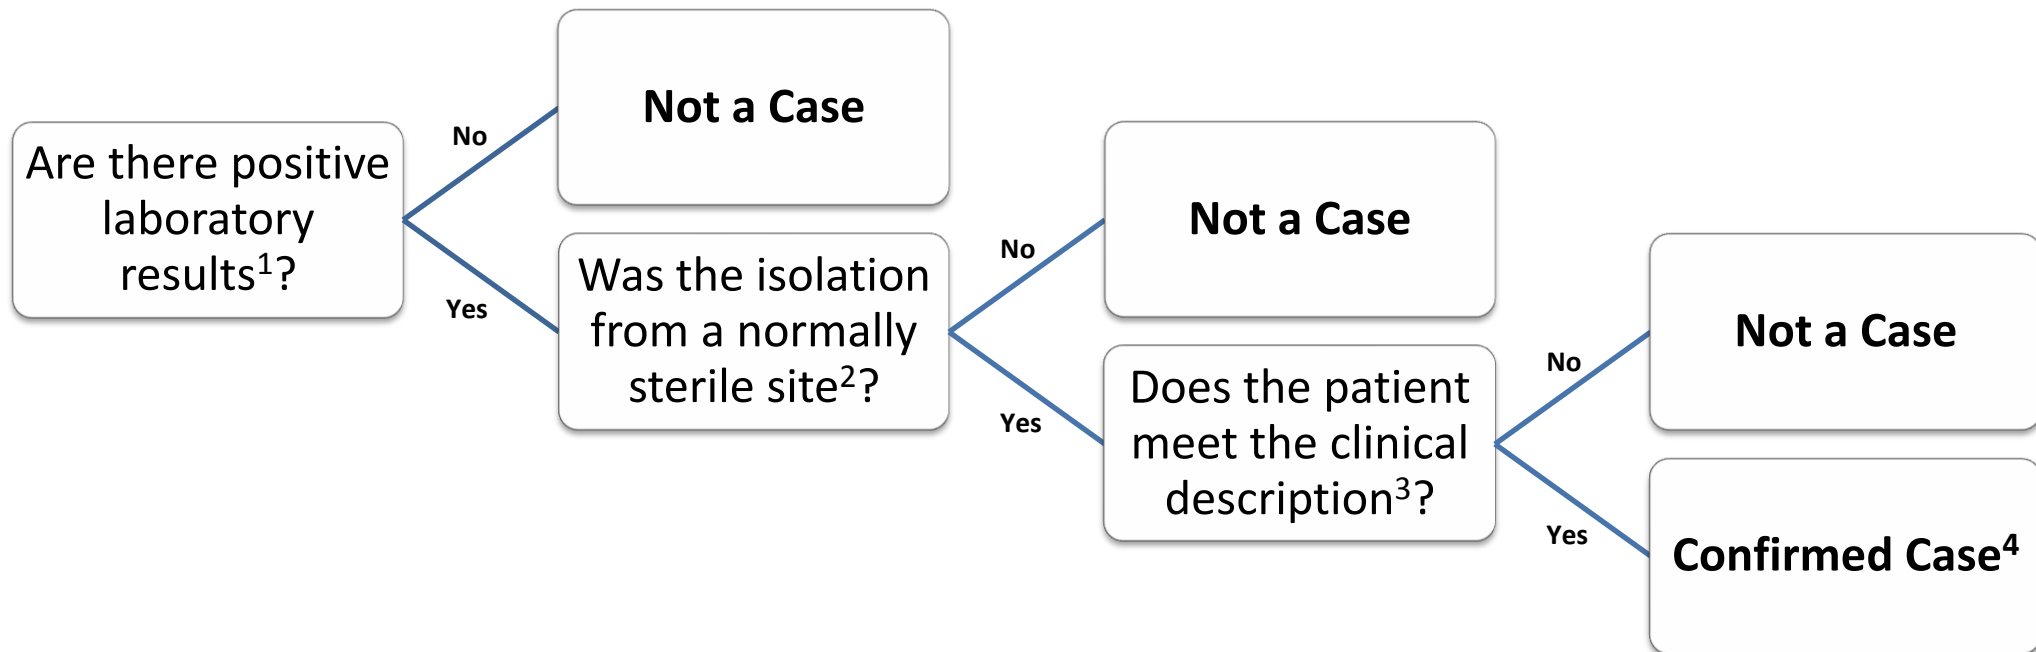 Are there positive
laboratory
results¹?
No
Yes
Not a Case
Was the isolation
from a normally
sterile site²?
No
Yes
Not a Case
Does the patient
meet the clinical
description³?
No
Yes
Not a Case
Confirmed Case⁴